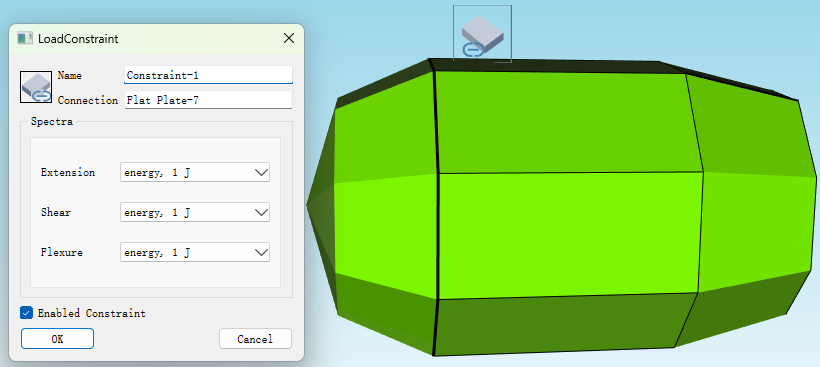 LoadConstraint
Name Constraint-1
Connection Flat Plate-7
Spectra
Extension energy, 1 J
Shear energy, 1 J
Flexure energy, 1 J
Enabled Constraint
OK Cancel